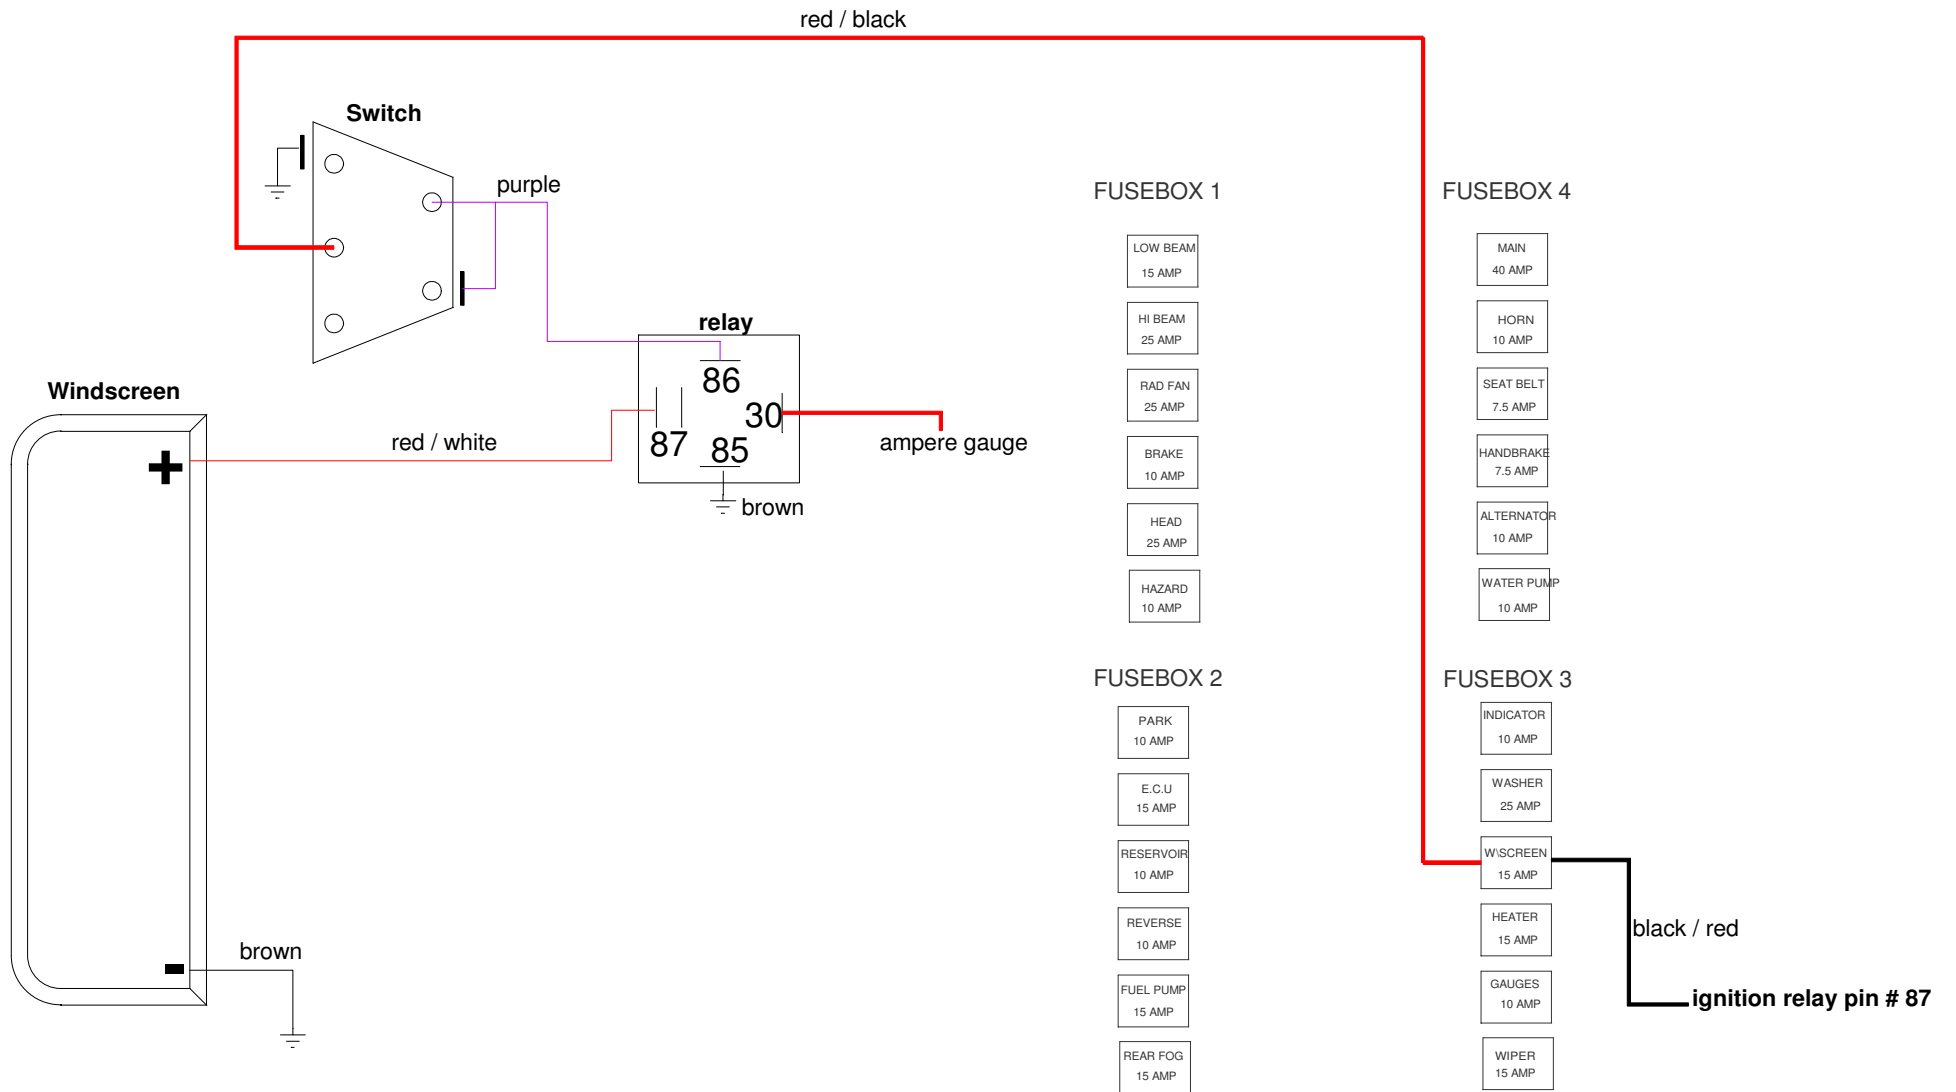 red / black
Switch
purple
relay
86
30
87
85
ampere gauge
brown
Windscreen
red / white
brown
FUSEBOX 1
LOW BEAM
15 AMP
HI BEAM
25 AMP
RAD FAN
25 AMP
BRAKE
10 AMP
HEAD
25 AMP
HAZARD
10 AMP
FUSEBOX 4
MAIN
40 AMP
HORN
10 AMP
SEAT BELT
7.5 AMP
HANDBRAKE
7.5 AMP
ALTERNATOR
10 AMP
WATER PUMP
10 AMP
FUSEBOX 2
PARK
10 AMP
E.C.U
15 AMP
RESERVOIR
10 AMP
REVERSE
10 AMP
FUEL PUMP
15 AMP
REAR FOG
15 AMP
FUSEBOX 3
INDICATOR
10 AMP
WASHER
25 AMP
W\SCREEN
15 AMP
HEATER
15 AMP
GAUGES
10 AMP
WIPER
15 AMP
black / red
ignition relay pin # 87